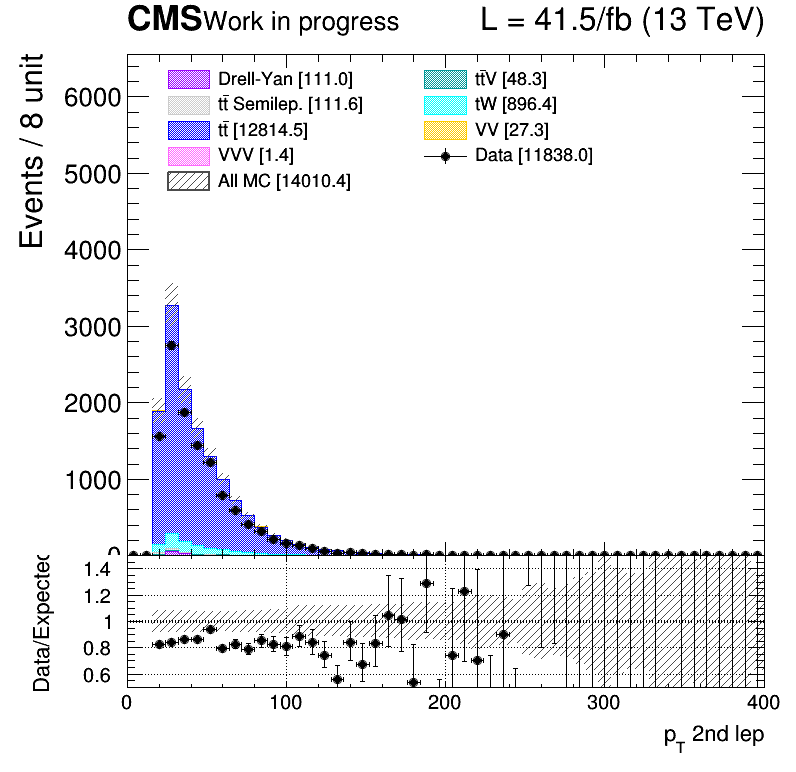 CMS Work in progress L = 41.5/fb (13 TeV)
Events / 8 unit
6000
5000
4000
3000
2000
1000
0
Drell-Yan [111.0]
tt̄ Semilep. [111.6]
tt̄ [12814.5]
VVV [1.4]
All MC [14010.4]
tt̄V [48.3]
tW [896.4]
VV [27.3]
Data [11838.0]
Data/Expected
1.4
1.2
1
0.8
0.6
0 100 200 300 400
p_T 2nd lep